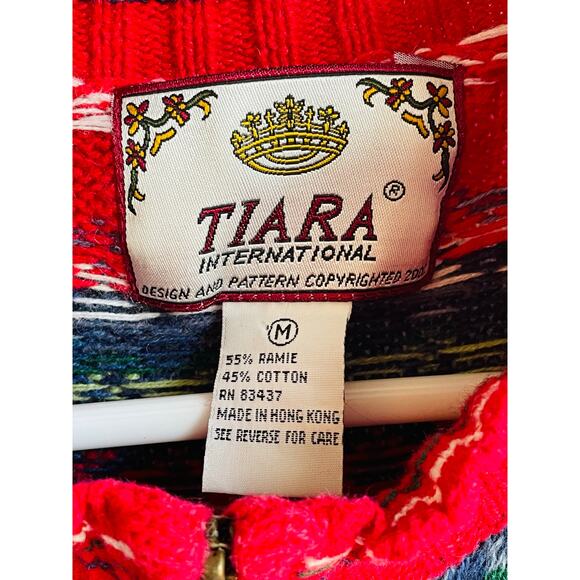 TIARA ®
INTERNATIONAL
DESIGN AND PATTERN COPYRIGHTED
M
55% RAMIE
45% COTTON
RN 83437
MADE IN HONG KONG
SEE REVERSE FOR CARE